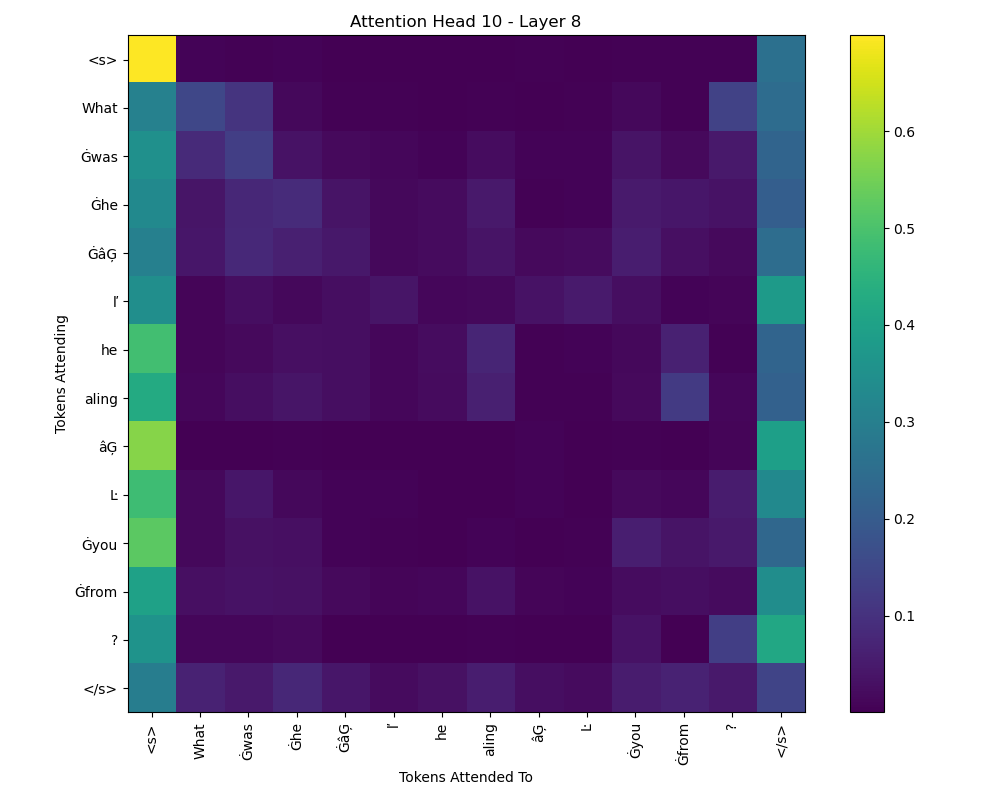 Attention Head 10 - Layer 8
Tokens Attending
<s>
What
Ġwas
Ġhe
ĠâĢ
ľ
he
aling
âĢ
Ŀ
Ġyou
Ġfrom
?
</s>
<s>
What
Ġwas
Ġhe
ĠâĢ
ľ
he
aling
âĢ
Ŀ
Ġyou
Ġfrom
?
</s>
Tokens Attended To
0.6
0.5
0.4
0.3
0.2
0.1